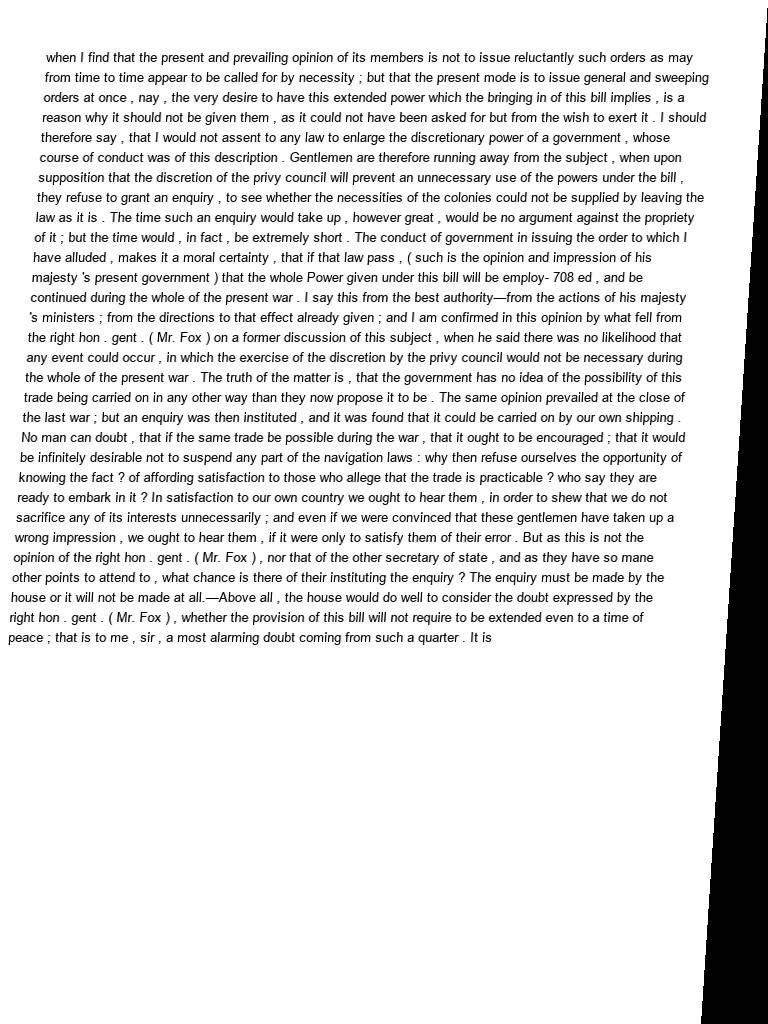 when I find that the present and prevailing opinion of its members is not to issue reluctantly such orders as may
from time to time appear to be called for by necessity ; but that the present mode is to issue general and sweeping
orders at once , nay , the very desire to have this extended power which the bringing in of this bill implies , is a
reason why it should not be given them , as it could not have been asked for but from the wish to exert it . I should
therefore say , that I would not assent to any law to enlarge the discretionary power of a government , whose
course of conduct was of this description . Gentlemen are therefore running away from the subject , when upon
supposition that the discretion of the privy council will prevent an unnecessary use of the powers under the bill ,
they refuse to grant an enquiry , to see whether the necessities of the colonies could not be supplied by leaving the
law as it is . The time such an enquiry would take up , however great , would be no argument against the propriety
of it ; but the time would , in fact , be extremely short . The conduct of government in issuing the order to which I
have alluded , makes it a moral certainty , that if that law pass , ( such is the opinion and impression of his
majesty 's present government ) that the whole Power given under this bill will be employ- 708 ed , and be
continued during the whole of the present war . I say this from the best authority—from the actions of his majesty
's ministers ; from the directions to that effect already given ; and I am confirmed in this opinion by what fell from
the right hon . gent . ( Mr. Fox ) on a former discussion of this subject , when he said there was no likelihood that
any event could occur , in which the exercise of the discretion by the privy council would not be necessary during
the whole of the present war . The truth of the matter is , that the government has no idea of the possibility of this
trade being carried on in any other way than they now propose it to be . The same opinion prevailed at the close of
the last war ; but an enquiry was then instituted , and it was found that it could be carried on by our own shipping .
No man can doubt , that if the same trade be possible during the war , that it ought to be encouraged ; that it would
be infinitely desirable not to suspend any part of the navigation laws : why then refuse ourselves the opportunity of
knowing the fact ? of affording satisfaction to those who allege that the trade is practicable ? who say they are
ready to embark in it ? In satisfaction to our own country we ought to hear them , in order to shew that we do not
sacrifice any of its interests unnecessarily ; and even if we were convinced that these gentlemen have taken up a
wrong impression , we ought to hear them , if it were only to satisfy them of their error . But as this is not the
opinion of the right hon . gent . ( Mr. Fox ) , nor that of the other secretary of state , and as they have so mane
other points to attend to , what chance is there of their instituting the enquiry ? The enquiry must be made by the
house or it will not be made at all.—Above all , the house would do well to consider the doubt expressed by the
right hon . gent . ( Mr. Fox ) , whether the provision of this bill will not require to be extended even to a time of
peace ; that is to me , sir , a most alarming doubt coming from such a quarter . It is